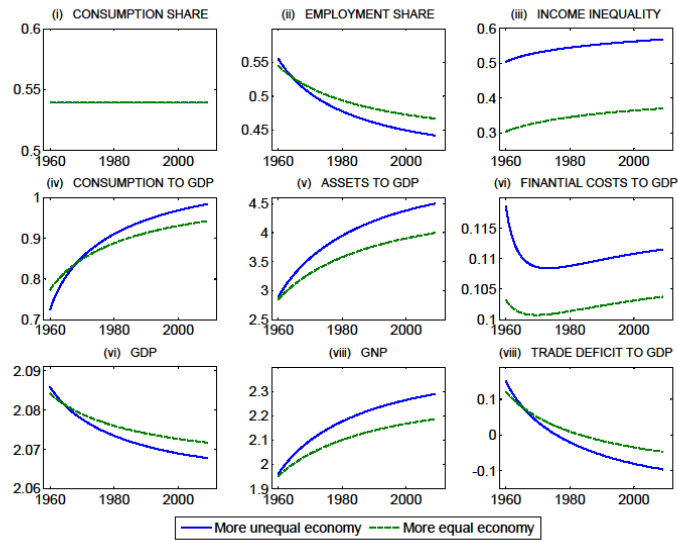 (i) CONSUMPTION SHARE
(ii) EMPLOYMENT SHARE
(iii) INCOME INEQUALITY
0.6
0.55
0.5
1960 1980 2000
0.55
0.5
0.45
1960 1980 2000
0.6
0.5
0.4
0.3
1960 1980 2000
(iv) CONSUMPTION TO GDP
(v) ASSETS TO GDP
(vi) FINANTIAL COSTS TO GDP
1
0.9
0.8
0.7
1960 1980 2000
4.5
4
3.5
3
2.5
1960 1980 2000
0.115
0.11
0.105
0.1
1960 1980 2000
(vi) GDP
(viii) GNP
(viii) TRADE DEFICIT TO GDP
2.09
2.08
2.07
2.06
1960 1980 2000
2.3
2.2
2.1
2
1.9
1960 1980 2000
0.1
0
-0.1
1960 1980 2000
More unequal economy More equal economy